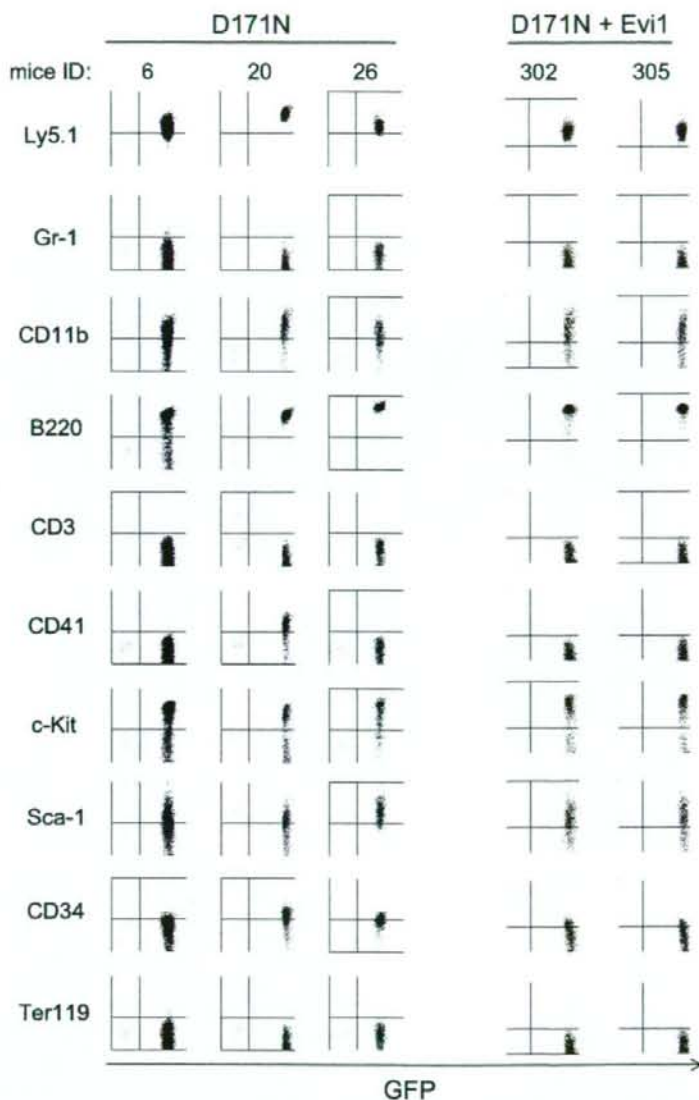 D171N D171N + Evi1
mice ID: 6 20 26 302 305
Ly5.1
Gr-1
CD11b
B220
CD3
CD41
c-Kit
Sca-1
CD34
Ter119
GFP